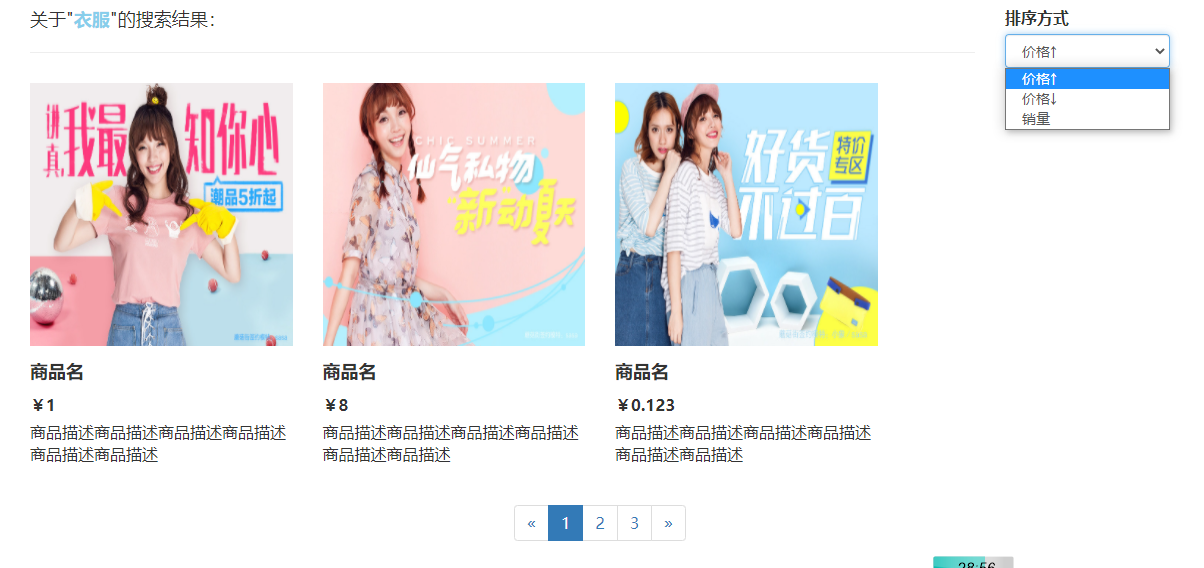 关于"衣服"的搜索结果:
排序方式
价格↑
价格↑
价格↓
销量
讲真,我最知你心
潮品5折起
CHIC SUMMER
仙气私物
"新"动夏天
好货
特价
专区
不过百
商品名
￥1
商品描述商品描述商品描述商品描述
商品描述商品描述
商品名
￥8
商品描述商品描述商品描述商品描述
商品描述商品描述
商品名
￥0.123
商品描述商品描述商品描述商品描述
商品描述商品描述
« 1 2 3 »
28:56